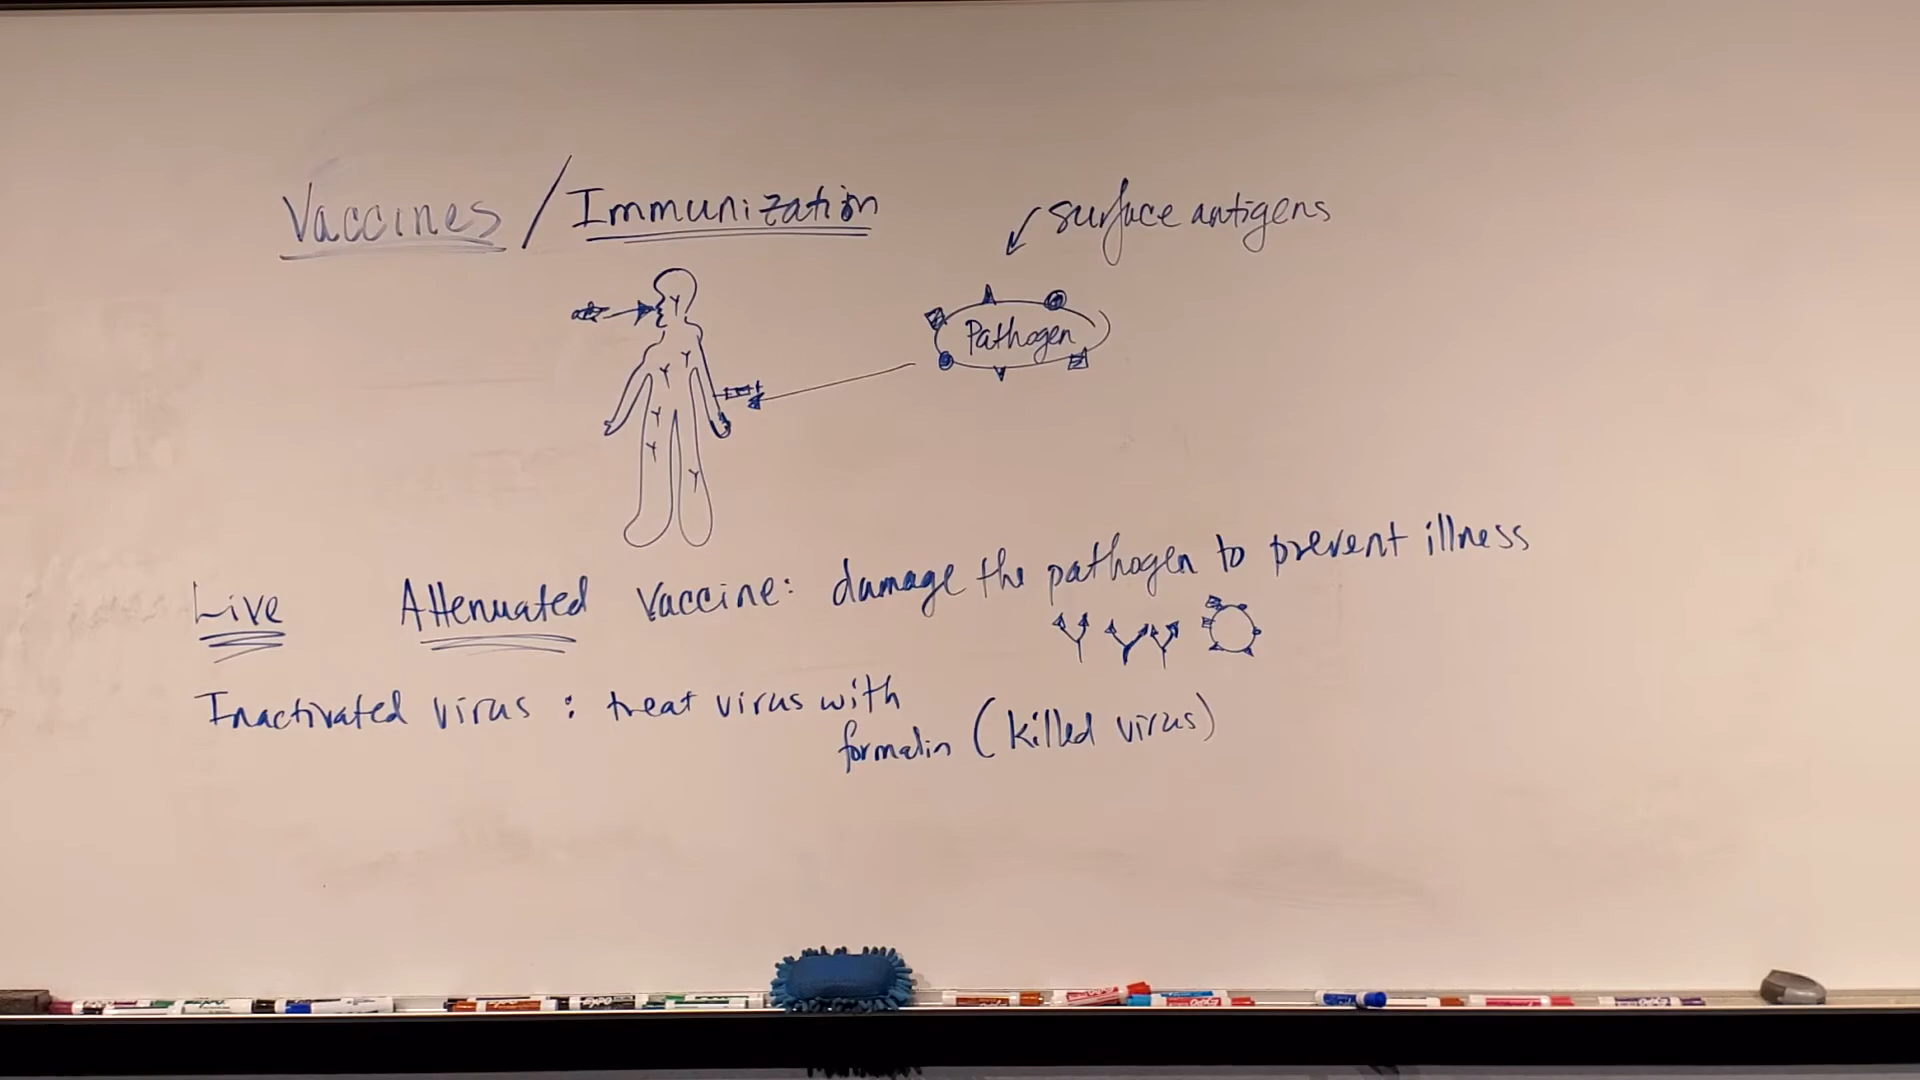 Vaccines / Immunization
surface antigens
Pathogen
Live Attenuated Vaccine: damage the pathogen to prevent illness
Inactivated virus : treat virus with
formalin (killed virus)
EXPO